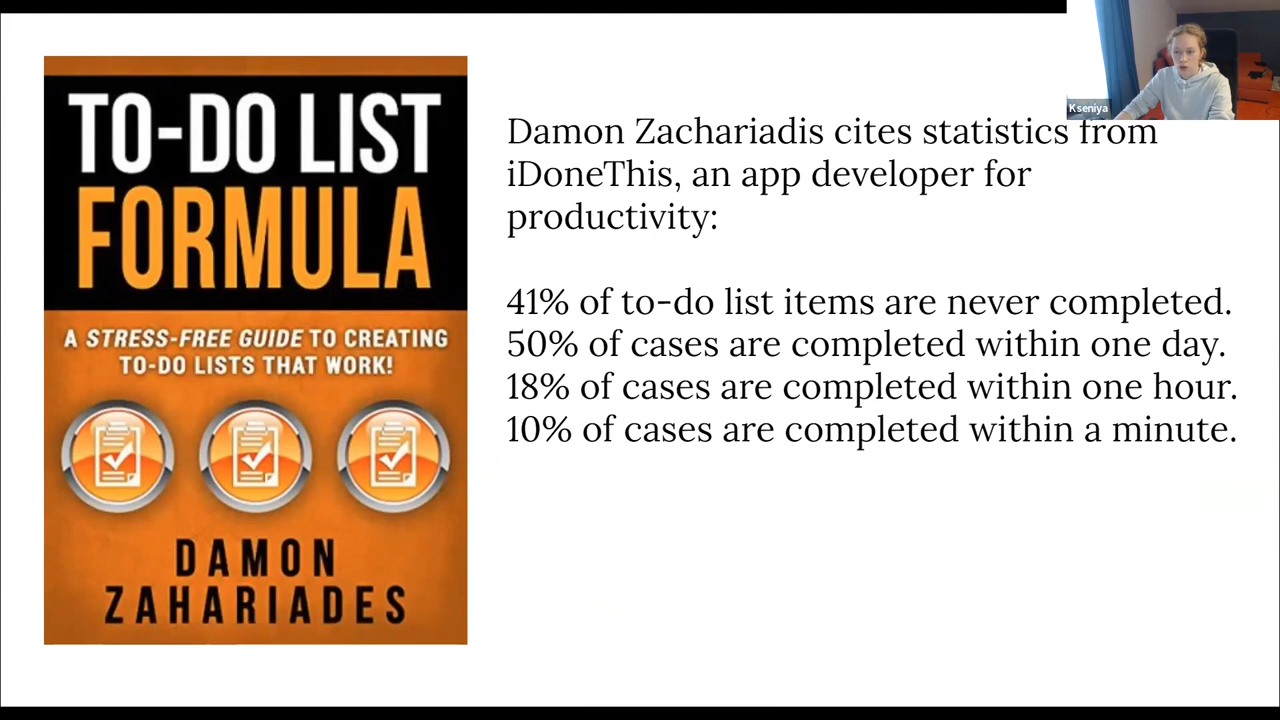 TO-DO LIST
FORMULA
A STRESS-FREE GUIDE TO CREATING
TO-DO LISTS THAT WORK!
DAMON
ZAHARIADES
Kseniya
Damon Zachariadis cites statistics from
iDoneThis, an app developer for
productivity:
41% of to-do list items are never completed.
50% of cases are completed within one day.
18% of cases are completed within one hour.
10% of cases are completed within a minute.